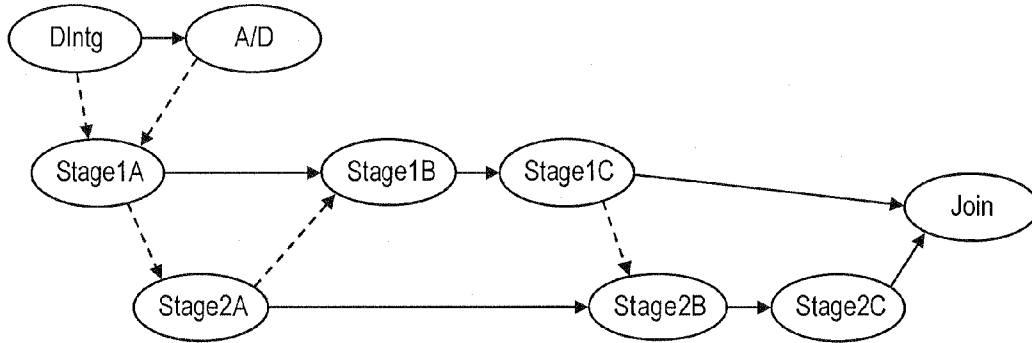 DIntg
A/D
Stage1A
Stage1B
Stage1C
Join
Stage2A
Stage2B
Stage2C